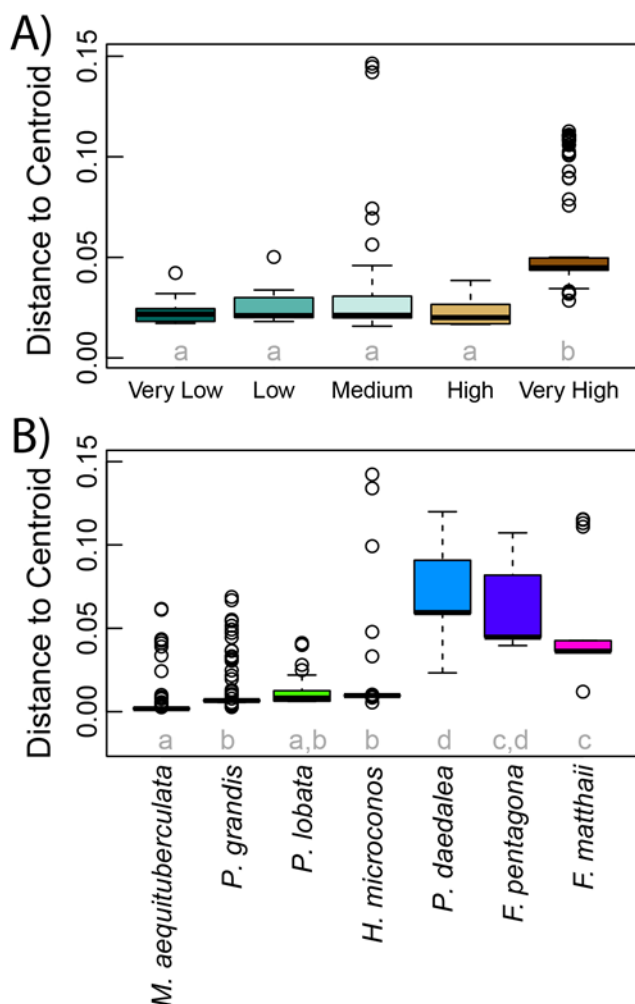 A)
Distance to Centroid
0.15
0.10
0.05
0.00
a a a a b
Very Low Low Medium High Very High
B)
Distance to Centroid
0.15
0.10
0.05
0.00
a b a,b b d c,d c
M. aequituberculata
P. grandis
P. lobata
H. microconos
P. daedalea
F. pentagona
F. matthaii